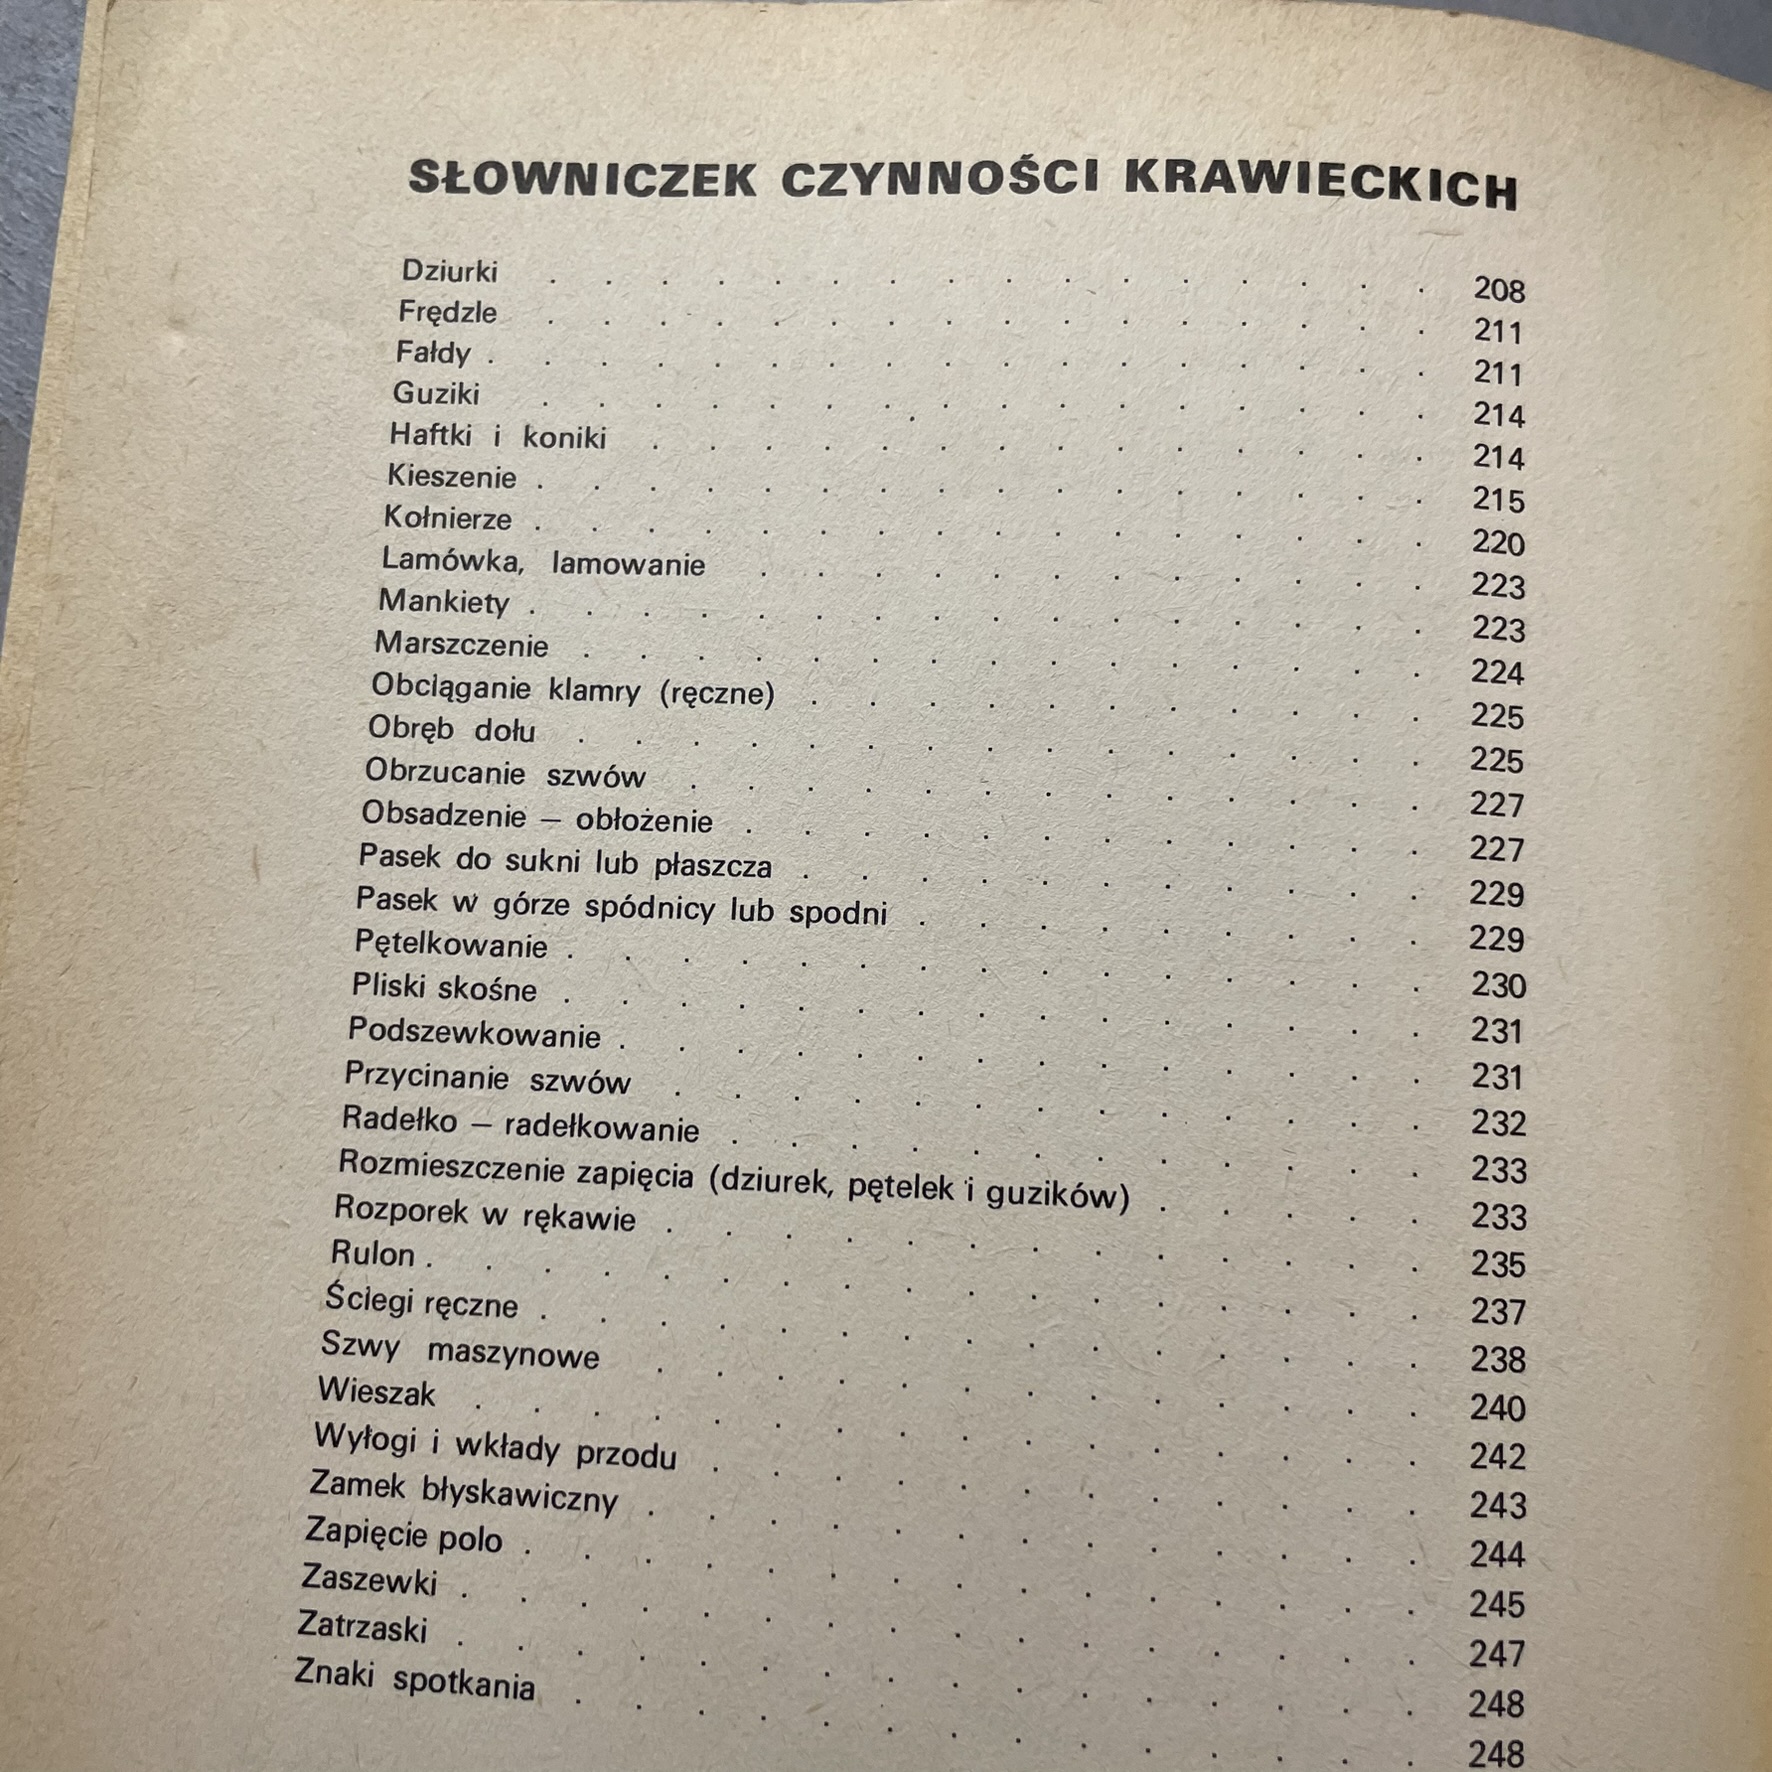 SŁOWNICZEK CZYNNOŚCI KRAWIECKICH
Dziurki . . . . . . . . . . . . . . . . 208
Frędzle . . . . . . . . . . . . . . . . 211
Fałdy . . . . . . . . . . . . . . . . . 211
Guziki . . . . . . . . . . . . . . . . 214
Haftki i koniki . . . . . . . . . . . . . . 214
Kieszenie . . . . . . . . . . . . . . . . 215
Kołnierze . . . . . . . . . . . . . . . . 220
Lamówka, lamowanie . . . . . . . . . . . . 223
Mankiety . . . . . . . . . . . . . . . . 223
Marszczenie . . . . . . . . . . . . . . . 224
Obciąganie klamry (ręczne) . . . . . . . . . . . 225
Obręb dołu . . . . . . . . . . . . . . . 225
Obrzucanie szwów . . . . . . . . . . . . . 227
Obsadzenie – obłożenie . . . . . . . . . . . . 227
Pasek do sukni lub płaszcza . . . . . . . . . . . 229
Pasek w górze spódnicy lub spodni . . . . . . . . . 229
Pętelkowanie . . . . . . . . . . . . . . . 230
Pliski skośne . . . . . . . . . . . . . . . 231
Podszewkowanie . . . . . . . . . . . . . . 231
Przycinanie szwów . . . . . . . . . . . . . 232
Radełko – radełkowanie . . . . . . . . . . . . 233
Rozmieszczenie zapięcia (dziurek, pętelek i guzików) . . . . . 233
Rozporek w rękawie . . . . . . . . . . . . . 235
Rulon . . . . . . . . . . . . . . . . . 237
Ściegi ręczne . . . . . . . . . . . . . . . 238
Szwy maszynowe . . . . . . . . . . . . . 240
Wieszak . . . . . . . . . . . . . . . . 242
Wyłogi i wkłady przodu . . . . . . . . . . . . 243
Zamek błyskawiczny . . . . . . . . . . . . . 244
Zapięcie polo . . . . . . . . . . . . . . . 245
Zaszewki . . . . . . . . . . . . . . . . 247
Zatrzaski . . . . . . . . . . . . . . . . 248
Znaki spotkania . . . . . . . . . . . . . . 248